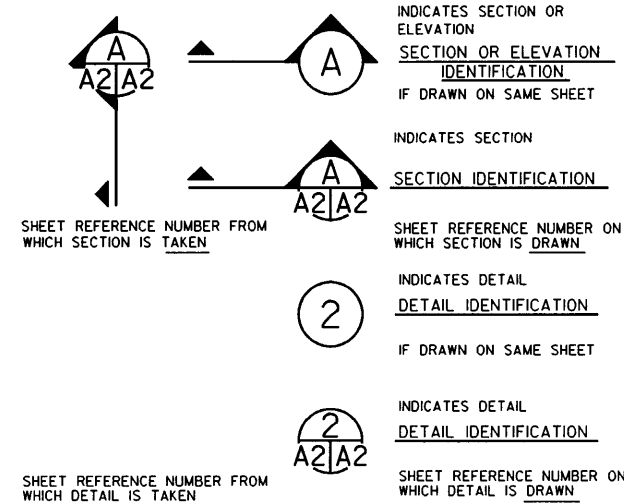 INDICATES SECTION OR
ELEVATION
A
A2 A2
A
SECTION OR ELEVATION
IDENTIFICATION
IF DRAWN ON SAME SHEET
INDICATES SECTION
A
A2 A2
SECTION IDENTIFICATION
SHEET REFERENCE NUMBER FROM
WHICH SECTION IS TAKEN
SHEET REFERENCE NUMBER ON
WHICH SECTION IS DRAWN
INDICATES DETAIL
2
DETAIL IDENTIFICATION
IF DRAWN ON SAME SHEET
INDICATES DETAIL
2
A2 A2
DETAIL IDENTIFICATION
SHEET REFERENCE NUMBER FROM
WHICH DETAIL IS TAKEN
SHEET REFERENCE NUMBER ON
WHICH DETAIL IS DRAWN